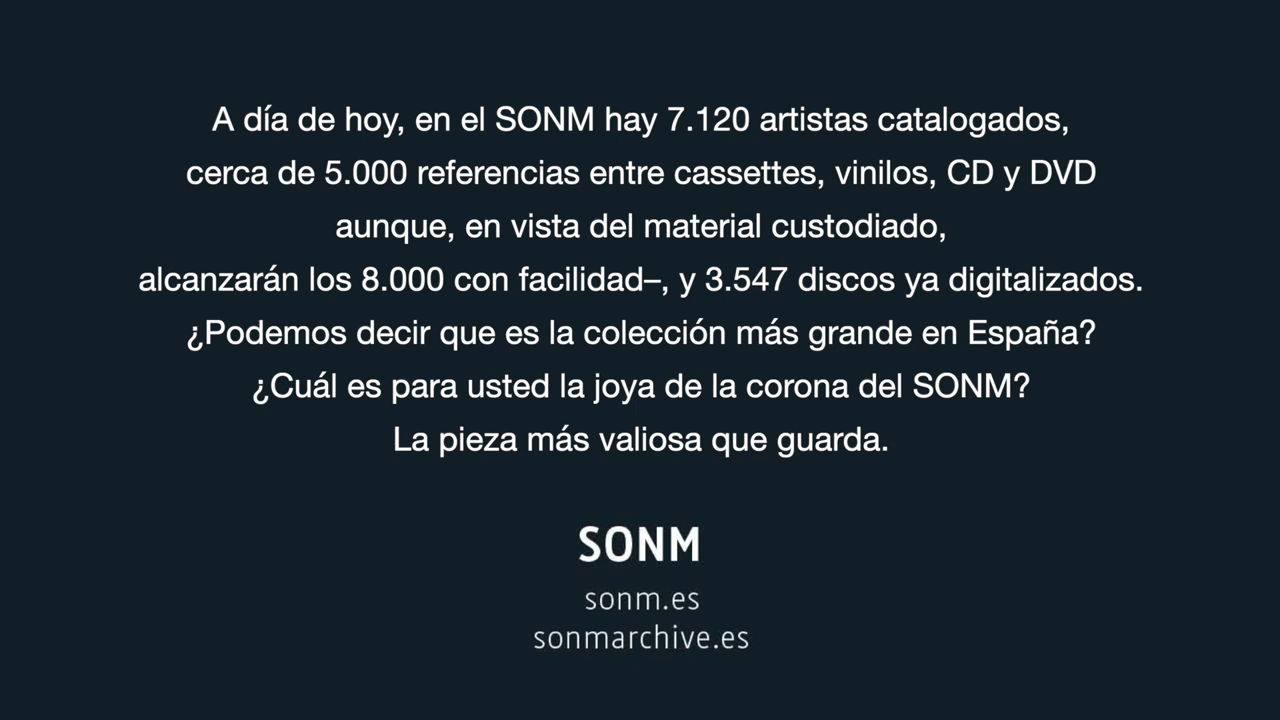 A día de hoy, en el SONM hay 7.120 artistas catalogados,
cerca de 5.000 referencias entre cassettes, vinilos, CD y DVD
aunque, en vista del material custodiado,
alcanzarán los 8.000 con facilidad–, y 3.547 discos ya digitalizados.
¿Podemos decir que es la colección más grande en España?
¿Cuál es para usted la joya de la corona del SONM?
La pieza más valiosa que guarda.
SONM
sonm.es
sonmarchive.es